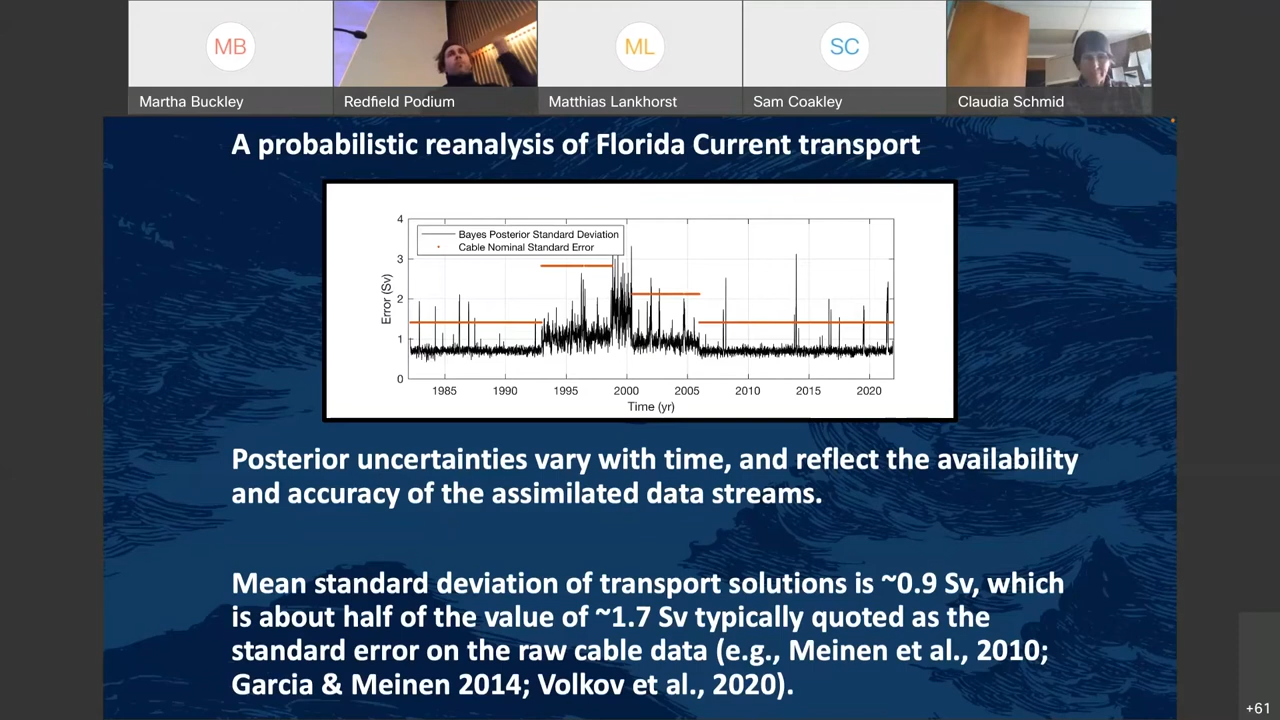 MB
ML
SC
Martha Buckley
Redfield Podium
Matthias Lankhorst
Sam Coakley
Claudia Schmid
A probabilistic reanalysis of Florida Current transport
Bayes Posterior Standard Deviation
Cable Nominal Standard Error
Error (Sv)
4
3
2
1
0
1985 1990 1995 2000 2005 2010 2015 2020
Time (yr)
Posterior uncertainties vary with time, and reflect the availability
and accuracy of the assimilated data streams.
Mean standard deviation of transport solutions is ~0.9 Sv, which
is about half of the value of ~1.7 Sv typically quoted as the
standard error on the raw cable data (e.g., Meinen et al., 2010;
Garcia & Meinen 2014; Volkov et al., 2020).
+61